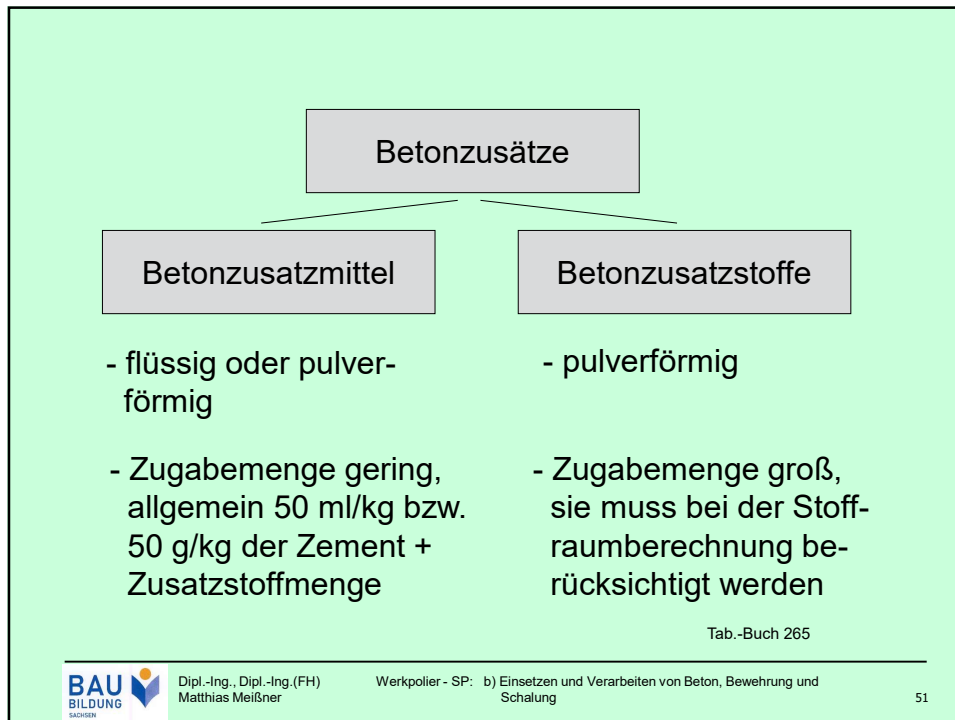 Betonzusätze
Betonzusatzmittel
Betonzusatzstoffe
- flüssig oder pulver-
förmig
- pulverförmig
- Zugabemenge gering,
allgemein 50 ml/kg bzw.
50 g/kg der Zement +
Zusatzstoffmenge
- Zugabemenge groß,
sie muss bei der Stoff-
raumberechnung be-
rücksichtigt werden
Tab.-Buch 265
BAU
BILDUNG
SACHSEN
Dipl.-Ing., Dipl.-Ing.(FH)
Matthias Meißner
Werkpolier - SP: b) Einsetzen und Verarbeiten von Beton, Bewehrung und
Schalung
51